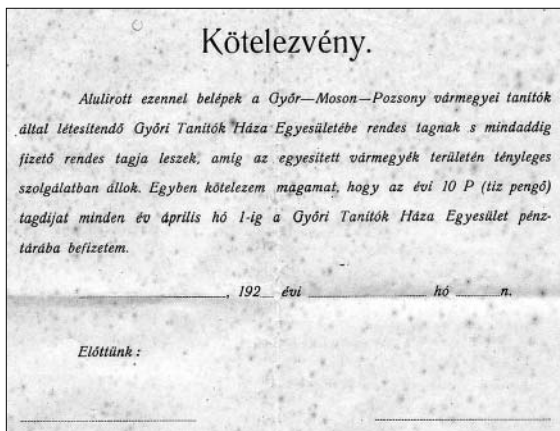 Kötelezvény.
Alulirott ezennel belépek a Győr—Moson—Pozsony vármegyei tanítók
által létesítendő Győri Tanítók Háza Egyesületébe rendes tagnak s mindaddig
fizető rendes tagja leszek, amíg az egyesített vármegyék területén tényleges
szolgálatban állok. Egyben kötelezem magamat, hogy az évi 10 P (tiz pengő)
tagdíjat minden év április hó 1-ig a Győri Tanítók Háza Egyesület pénz-
tárába befizetem.
, 192 évi hó n.
Előttünk :